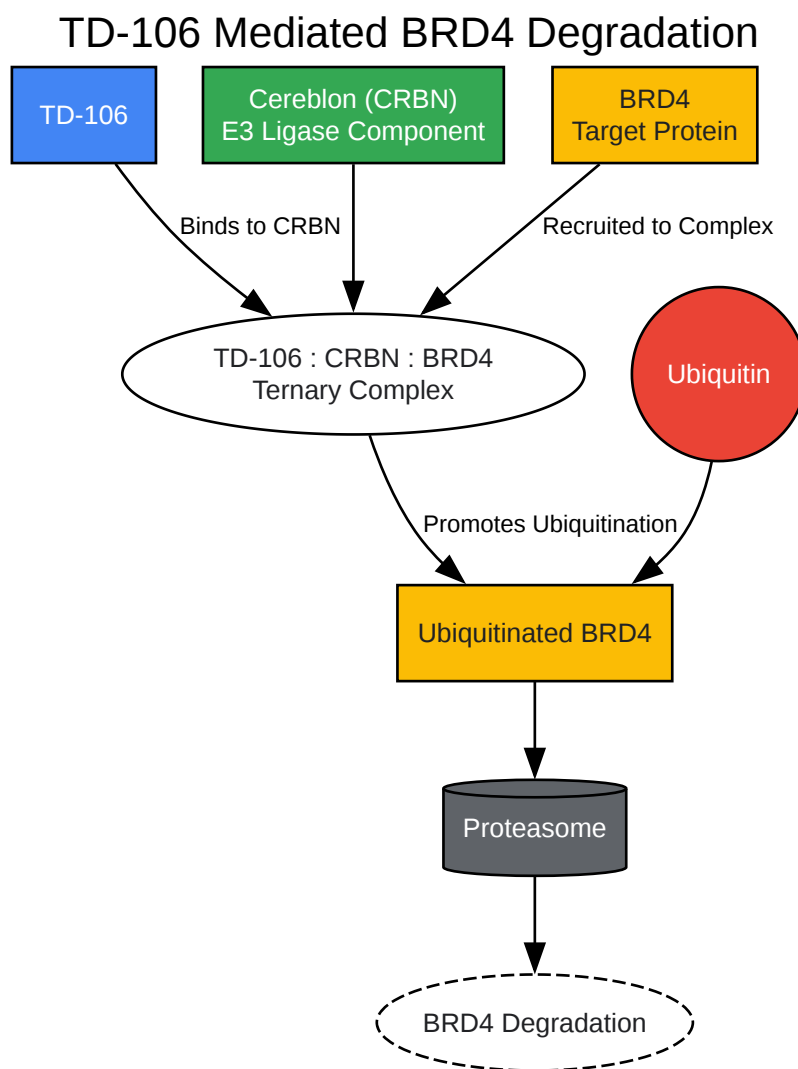 TD-106 Mediated BRD4 Degradation
TD-106
Cereblon (CRBN)
E3 Ligase Component
BRD4
Target Protein
Binds to CRBN
Recruited to Complex
TD-106 : CRBN : BRD4
Ternary Complex
Ubiquitin
Promotes Ubiquitination
Ubiquitinated BRD4
Proteasome
BRD4 Degradation